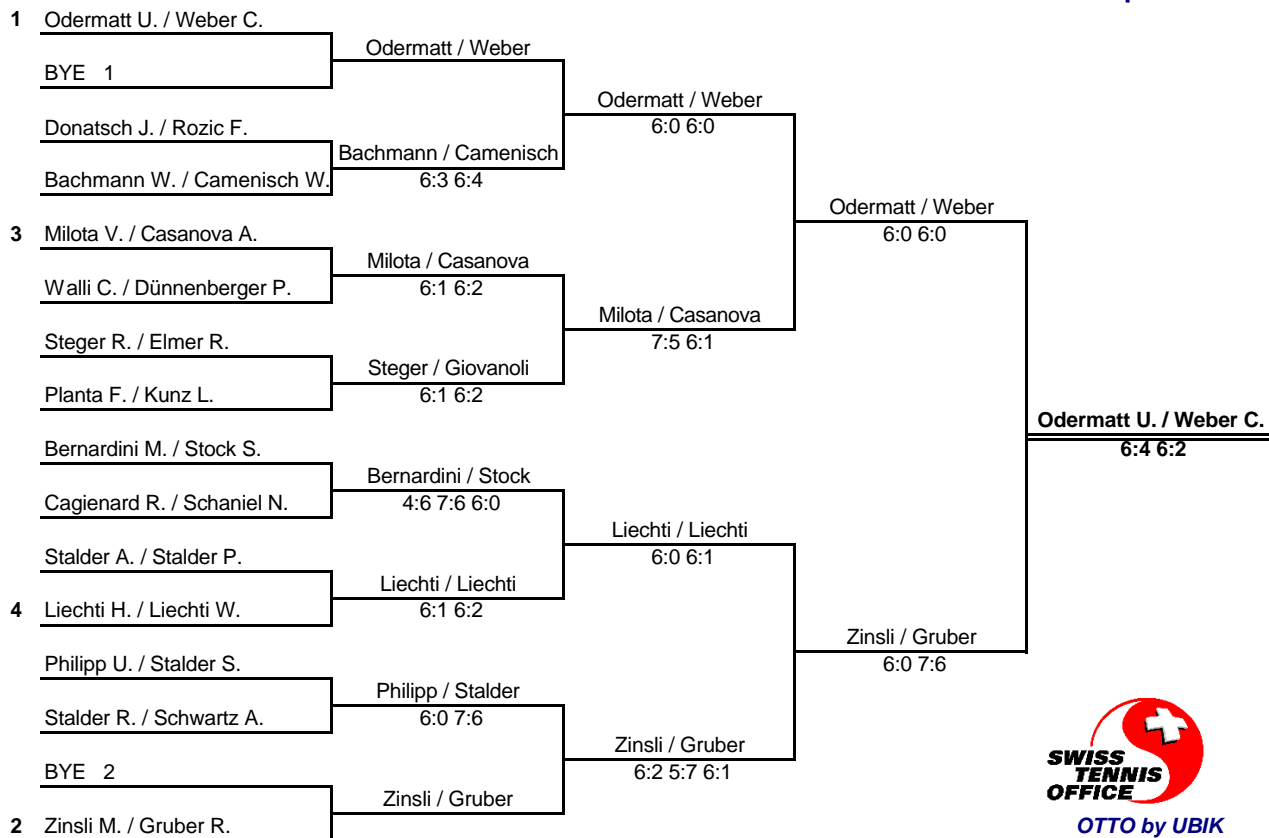 1 Odermatt U. / Weber C.
Odermatt / Weber
BYE 1
Odermatt / Weber
6:0 6:0
Donatsch J. / Rozic F.
Bachmann / Camenisch
6:3 6:4
Bachmann W. / Camenisch W.
Odermatt / Weber
6:0 6:0
3 Milota V. / Casanova A.
Milota / Casanova
6:1 6:2
Walli C. / Dünnenberger P.
Milota / Casanova
7:5 6:1
Steger R. / Elmer R.
Steger / Giovanoli
6:1 6:2
Planta F. / Kunz L.
Odermatt U. / Weber C.
6:4 6:2
Bernardini M. / Stock S.
Bernardini / Stock
4:6 7:6 6:0
Cagienard R. / Schaniel N.
Liechti / Liechti
6:0 6:1
Stalder A. / Stalder P.
Liechti / Liechti
6:1 6:2
4 Liechti H. / Liechti W.
Zinsli / Gruber
6:0 7:6
Philipp U. / Stalder S.
Philipp / Stalder
6:0 7:6
Stalder R. / Schwartz A.
Zinsli / Gruber
6:2 5:7 6:1
BYE 2
Zinsli / Gruber
2 Zinsli M. / Gruber R.
SWISS
TENNIS
OFFICE
OTTO by UBIK